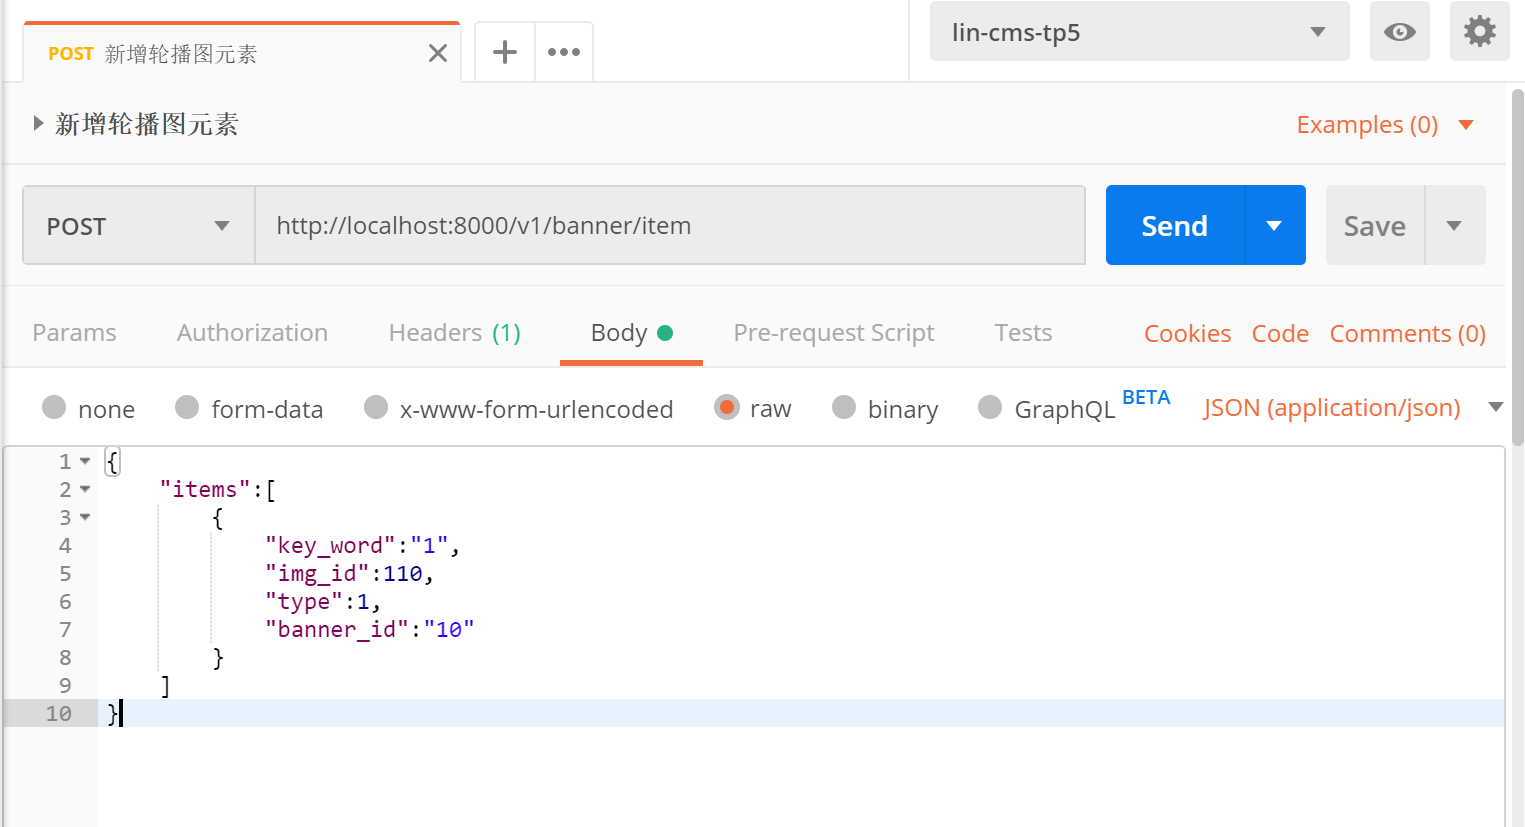 POST 新增轮播图元素
lin-cms-tp5
新增轮播图元素
Examples (0)
POST
http://localhost:8000/v1/banner/item
Send
Save
Params
Authorization
Headers (1)
Body
Pre-request Script
Tests
Cookies
Code
Comments (0)
none
form-data
x-www-form-urlencoded
raw
binary
GraphQL BETA
JSON (application/json)
1 {
2 "items":[
3 {
4 "key_word":"1",
5 "img_id":110,
6 "type":1,
7 "banner_id":"10"
8 }
9 ]
10 }